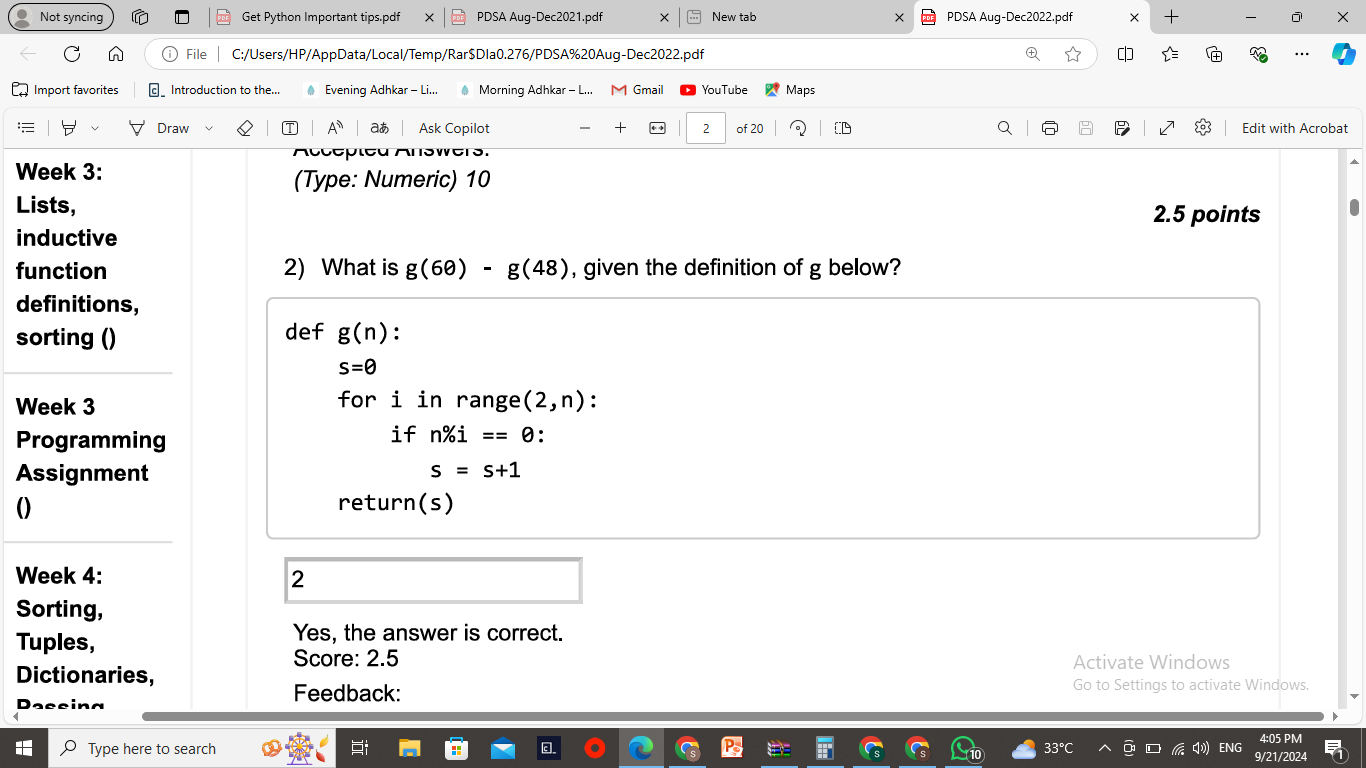 Not syncing
Get Python Important tips.pdf
PDSA Aug-Dec2021.pdf
New tab
PDSA Aug-Dec2022.pdf
File
C:/Users/HP/AppData/Local/Temp/Rar$DIa0.276/PDSA%20Aug-Dec2022.pdf
Import favorites
Introduction to the...
Evening Adhkar – Li...
Morning Adhkar – L...
Gmail
YouTube
Maps
Draw
Ask Copilot
2 of 20
Edit with Acrobat
Week 3:
Lists,
inductive
function
definitions,
sorting ()
Week 3
Programming
Assignment
()
Week 4:
Sorting,
Tuples,
Dictionaries,
Passing
Accepted Answers:
(Type: Numeric) 10
2.5 points
2) What is g(60) - g(48), given the definition of g below?
def g(n):
    s=0
    for i in range(2,n):
        if n%i == 0:
           s = s+1
    return(s)
2
Yes, the answer is correct.
Score: 2.5
Feedback:
Activate Windows
Go to Settings to activate Windows.
Type here to search
10
33°C
ENG
4:05 PM
9/21/2024
1